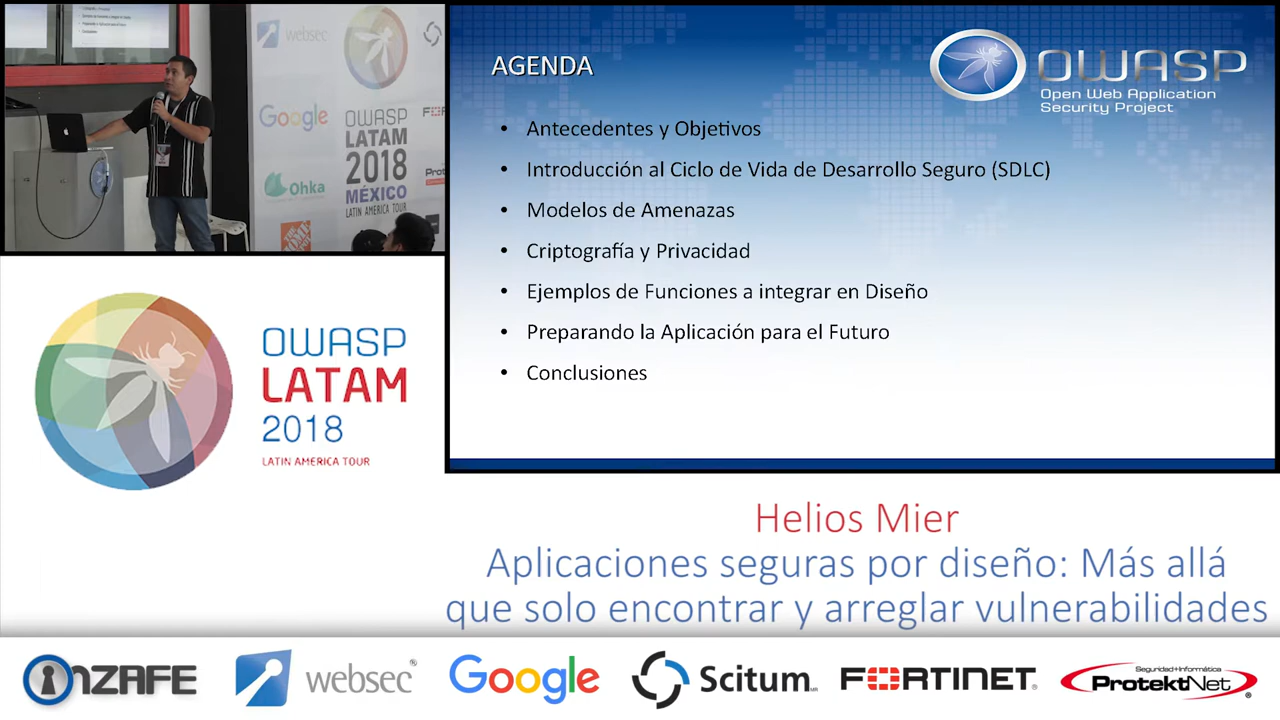 websec
Google
OWASP
LATAM
2018
MÉXICO
LATIN AMERICA TOUR
Ohka
AGENDA
OWASP
Open Web Application
Security Project
• Antecedentes y Objetivos
• Introducción al Ciclo de Vida de Desarrollo Seguro (SDLC)
• Modelos de Amenazas
• Criptografía y Privacidad
• Ejemplos de Funciones a integrar en Diseño
• Preparando la Aplicación para el Futuro
• Conclusiones
OWASP
LATAM
2018
LATIN AMERICA TOUR
Helios Mier
Aplicaciones seguras por diseño: Más allá
que solo encontrar y arreglar vulnerabilidades
INZAFE
websec®
Google
Scitum MR
FORTINET®
Seguridad+Informática
ProtektNet®